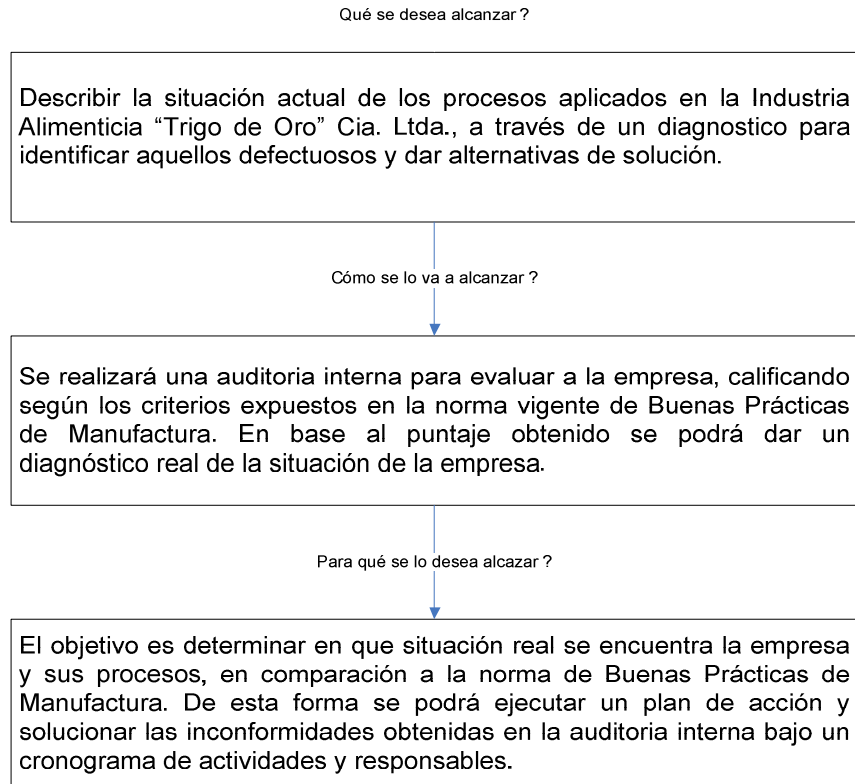 Qué se desea alcanzar ?
Describir la situación actual de los procesos aplicados en la Industria
Alimenticia “Trigo de Oro” Cia. Ltda., a través de un diagnostico para
identificar aquellos defectuosos y dar alternativas de solución.
Cómo se lo va a alcanzar ?
Se realizará una auditoria interna para evaluar a la empresa, calificando
según los criterios expuestos en la norma vigente de Buenas Prácticas
de Manufactura. En base al puntaje obtenido se podrá dar un
diagnóstico real de la situación de la empresa.
Para qué se lo desea alcazar ?
El objetivo es determinar en que situación real se encuentra la empresa
y sus procesos, en comparación a la norma de Buenas Prácticas de
Manufactura. De esta forma se podrá ejecutar un plan de acción y
solucionar las inconformidades obtenidas en la auditoria interna bajo un
cronograma de actividades y responsables.